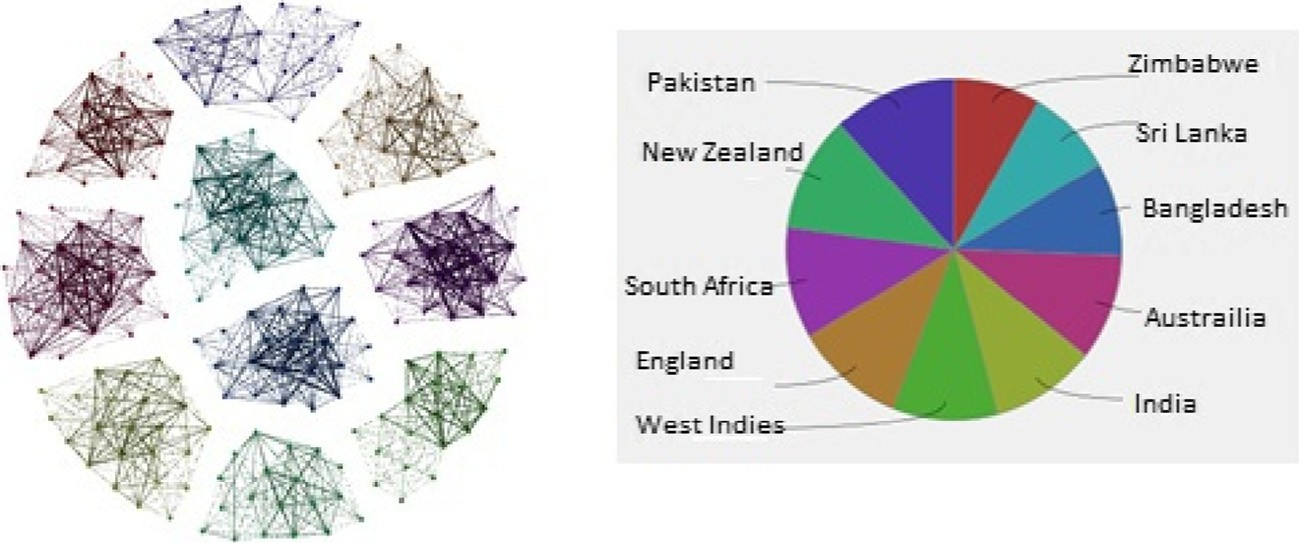 Pakistan
Zimbabwe
New Zealand
Sri Lanka
Bangladesh
South Africa
Austrailia
England
India
West Indies